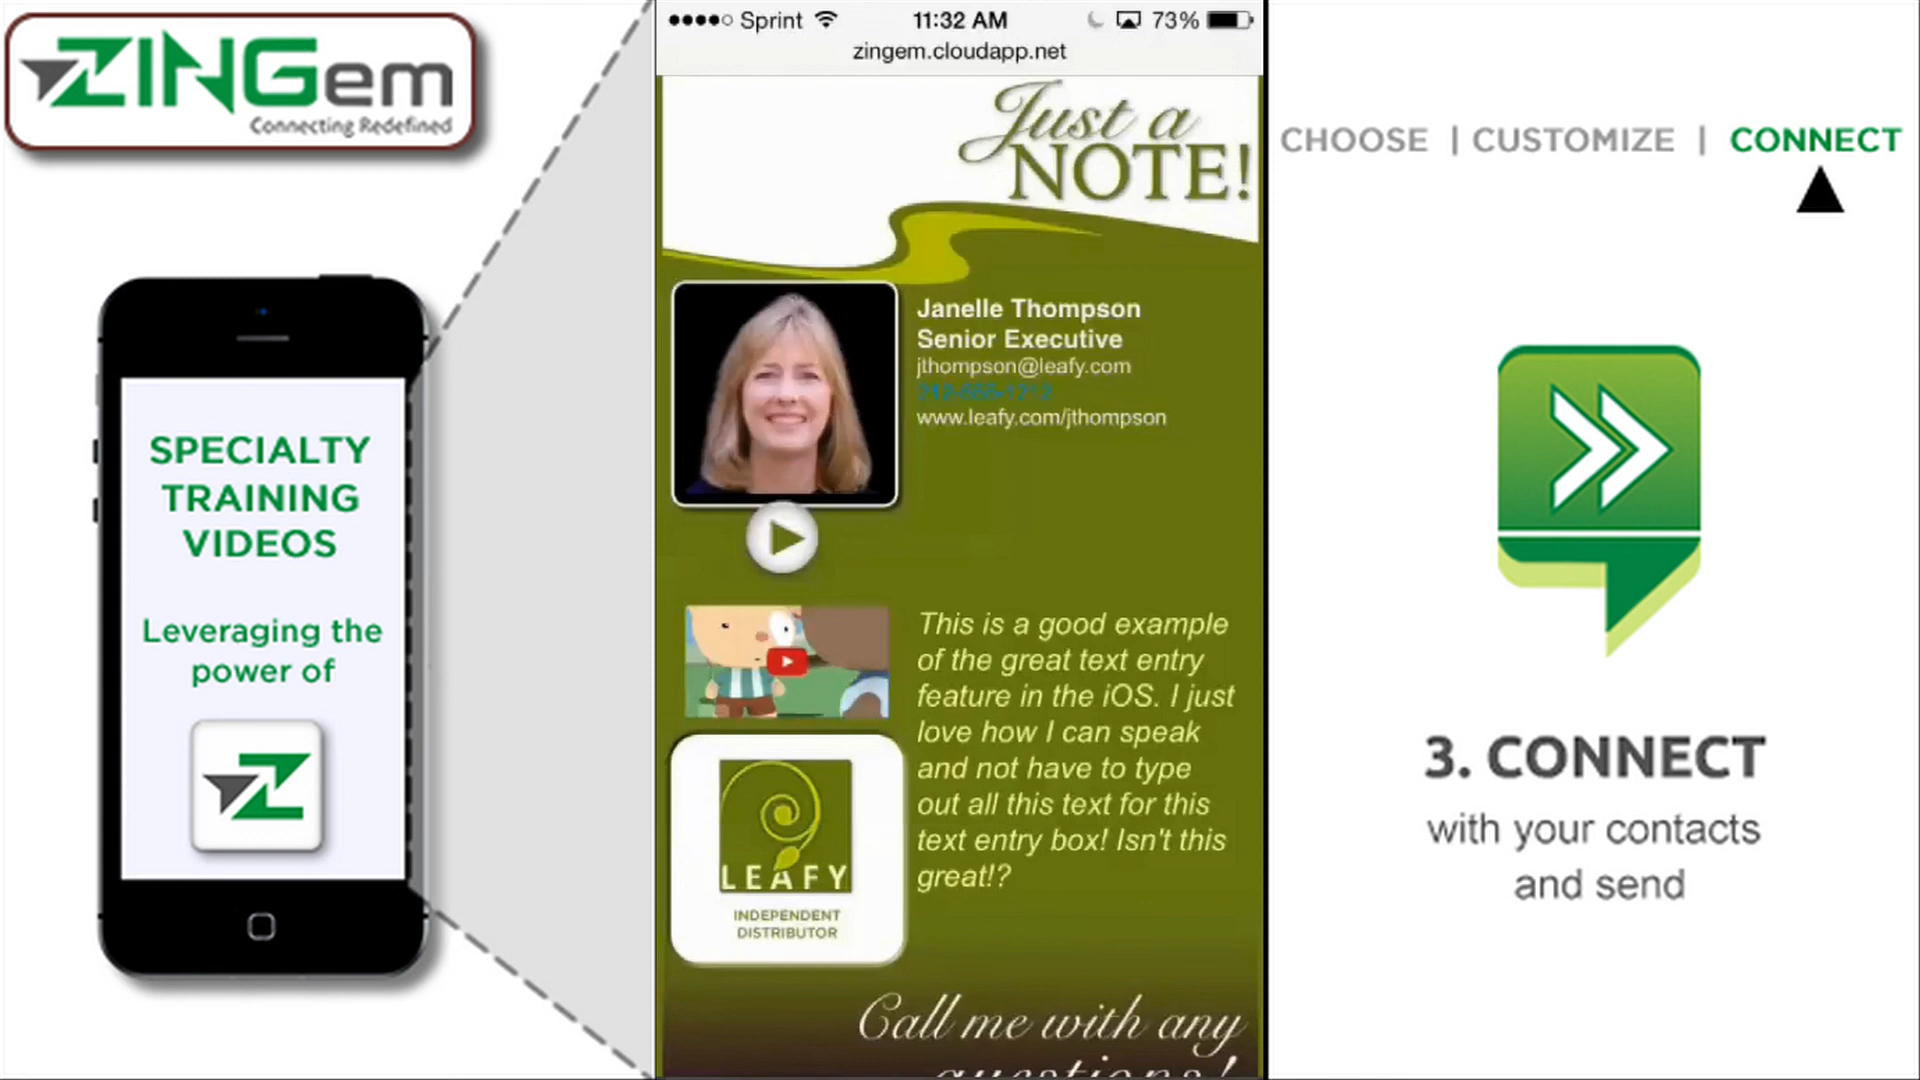 ZINGem
Connecting Redefined
SPECIALTY
TRAINING
VIDEOS
Leveraging the
power of
Sprint 11:32 AM 73%
zingem.cloudapp.net
Just a
NOTE!
Janelle Thompson
Senior Executive
jthompson@leafy.com
www.leafy.com/jthompson
This is a good example
of the great text entry
feature in the iOS. I just
love how I can speak
and not have to type
out all this text for this
text entry box! Isn't this
great!?
LEAFY
INDEPENDENT
DISTRIBUTOR
Call me with any
questions!
CHOOSE | CUSTOMIZE | CONNECT
3. CONNECT
with your contacts
and send